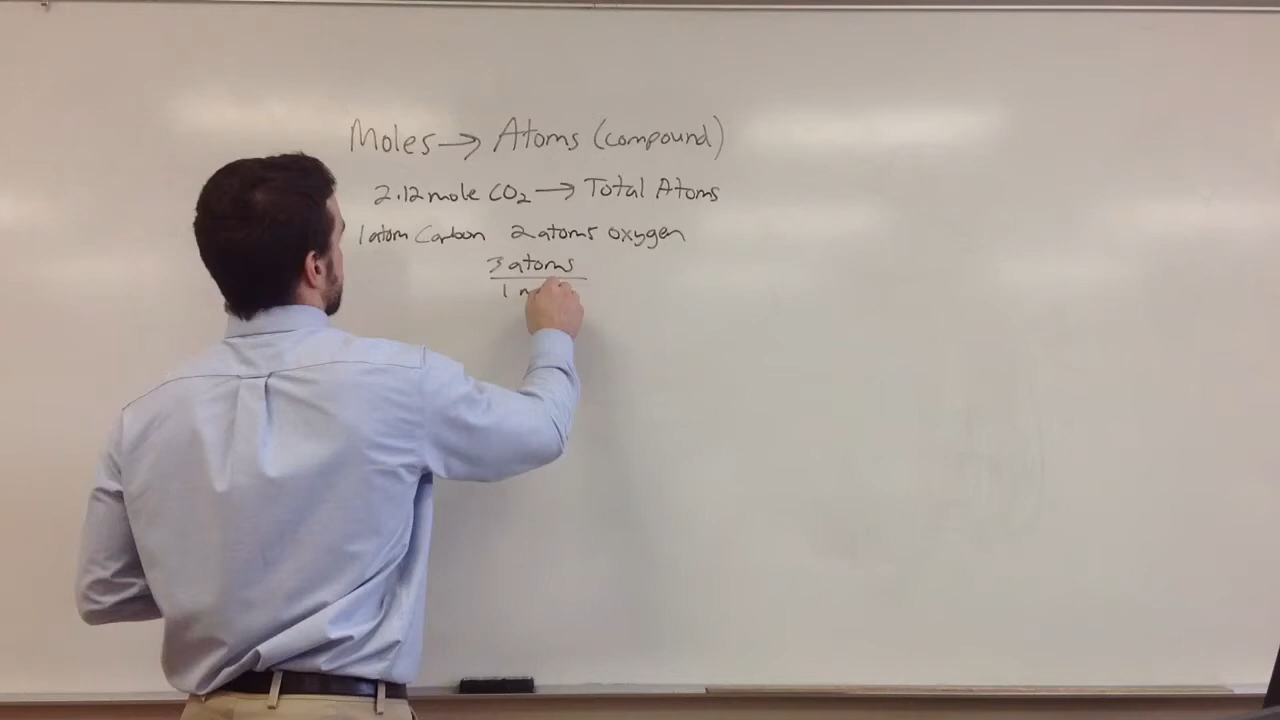 Moles → Atoms (compound)
2.12 mole CO₂ → Total Atoms
1 atom Carbon 2 atoms oxygen
3 atoms
1